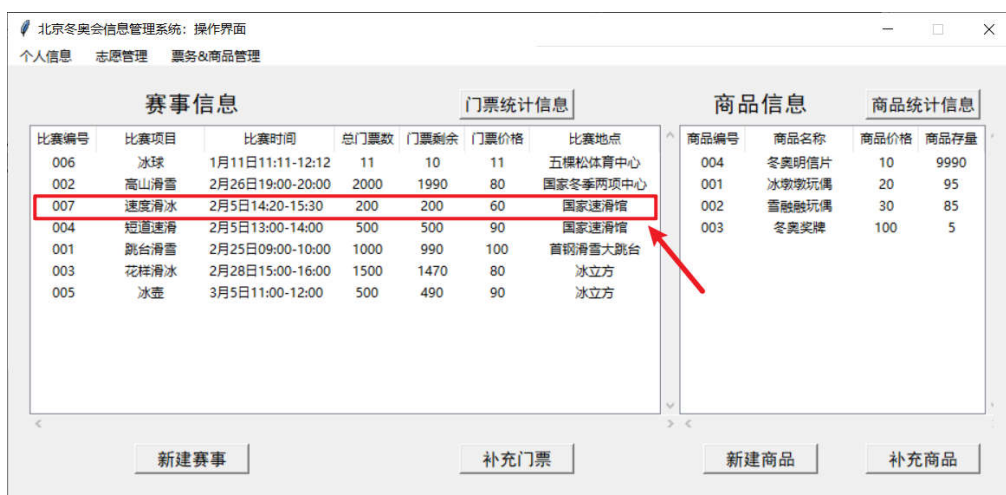 北京冬奥会信息管理系统：操作界面
个人信息 志愿管理 票务&商品管理
赛事信息 门票统计信息 商品信息 商品统计信息
比赛编号 比赛项目 比赛时间 总门票数 门票剩余 门票价格 比赛地点 商品编号 商品名称 商品价格 商品存量
006 冰球 1月11日11:11-12:12 11 10 11 五棵松体育中心 004 冬奥明信片 10 9990
002 高山滑雪 2月26日19:00-20:00 2000 1990 80 国家冬季两项中心 001 冰墩墩玩偶 20 95
007 速度滑冰 2月5日14:20-15:30 200 200 60 国家速滑馆 002 雪融融玩偶 30 85
004 短道速滑 2月5日13:00-14:00 500 500 90 国家速滑馆 003 冬奥奖牌 100 5
001 跳台滑雪 2月25日09:00-10:00 1000 990 100 首钢滑雪大跳台
003 花样滑冰 2月28日15:00-16:00 1500 1470 80 冰立方
005 冰壶 3月5日11:00-12:00 500 490 90 冰立方
新建赛事 补充门票 新建商品 补充商品